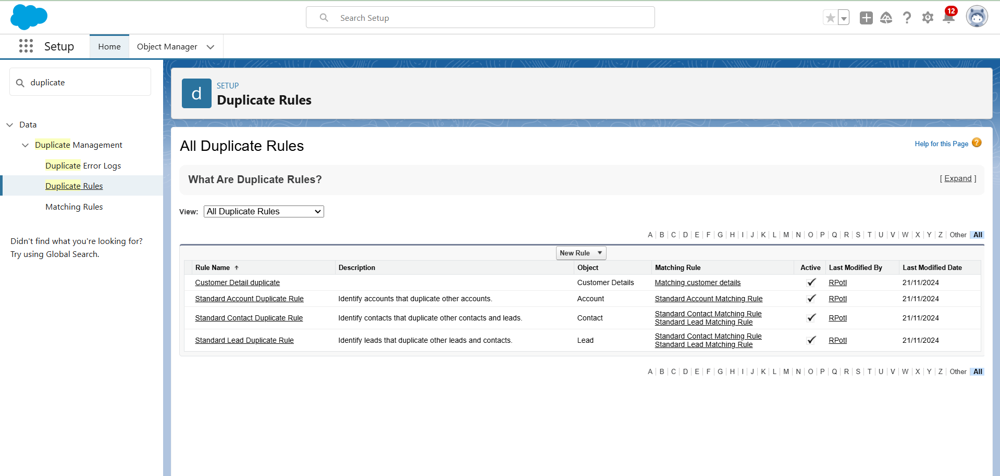 Search Setup
12
Setup
Home
Object Manager
duplicate
Data
Duplicate Management
Duplicate Error Logs
Duplicate Rules
Matching Rules
Didn't find what you're looking for?
Try using Global Search.
d
SETUP
Duplicate Rules
All Duplicate Rules
Help for this Page ?
What Are Duplicate Rules?
[ Expand ]
View: All Duplicate Rules
A | B | C | D | E | F | G | H | I | J | K | L | M | N | O | P | Q | R | S | T | U | V | W | X | Y | Z | Other | All
New Rule
Rule Name Description Object Matching Rule Active Last Modified By Last Modified Date
Customer Detail duplicate Customer Details Matching customer details RPotl 21/11/2024
Standard Account Duplicate Rule Identify accounts that duplicate other accounts. Account Standard Account Matching Rule RPotl 21/11/2024
Standard Contact Duplicate Rule Identify contacts that duplicate other contacts and leads. Contact Standard Contact Matching Rule RPotl 21/11/2024
Standard Lead Matching Rule
Standard Lead Duplicate Rule Identify leads that duplicate other leads and contacts. Lead Standard Contact Matching Rule RPotl 21/11/2024
Standard Lead Matching Rule
A | B | C | D | E | F | G | H | I | J | K | L | M | N | O | P | Q | R | S | T | U | V | W | X | Y | Z | Other | All